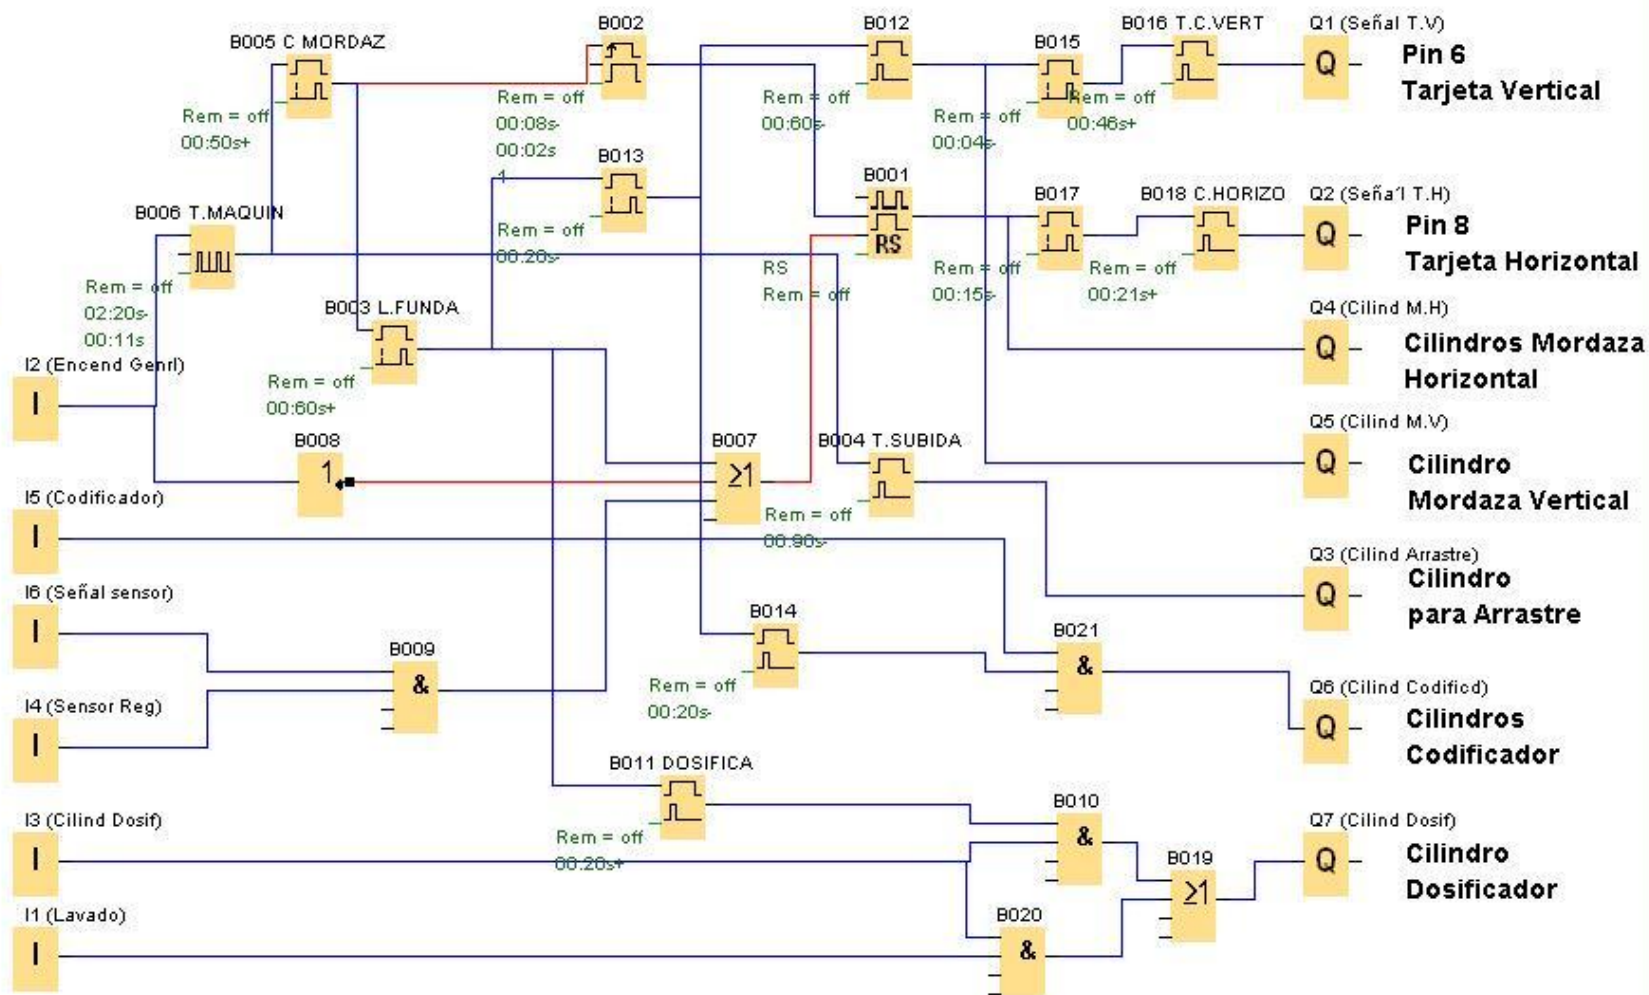 B002
B012
B016 T.C.VERT
Q1 (Señal T.V)
B005 C MORDAZ
B015
Q
Pin 6
Tarjeta Vertical
Rem = off
00:50s+
Rem = off
00:08s-
00:02s
1
Rem = off
00:60s-
Rem = off
00:04s-
Rem = off
00:46s+
B013
B001
B017
B018 C.HORIZO
Q2 (Seña1 T.H)
B006 T.MAQUIN
RS
Q
Pin 8
Tarjeta Horizontal
Rem = off
00:20s-
RS
Rem = off
Rem = off
00:15s-
Rem = off
00:21s+
Rem = off
02:20s-
00:11s
B003 L.FUNDA
Q4 (Cilind M.H)
Q
Cilindros Mordaza
Horizontal
I2 (Encend Genrl)
I
Rem = off
00:60s+
Q5 (Cilind M.V)
B008
B007
B004 T.SUBIDA
1
≥1
Q
Cilindro
Mordaza Vertical
I5 (Codificador)
I
Rem = off
00:90s-
Q3 (Cilind Arrastre)
Q
Cilindro
para Arrastre
I6 (Señal sensor)
I
B014
B021
&
B009
&
Rem = off
00:20s-
I4 (Sensor Reg)
I
Q6 (Cilind Codificd)
Q
Cilindros
Codificador
B011 DOSIFICA
B010
&
I3 (Cilind Dosif)
I
Rem = off
00:20s+
Q7 (Cilind Dosif)
Q
Cilindro
Dosificador
B019
≥1
I1 (Lavado)
I
B020
&